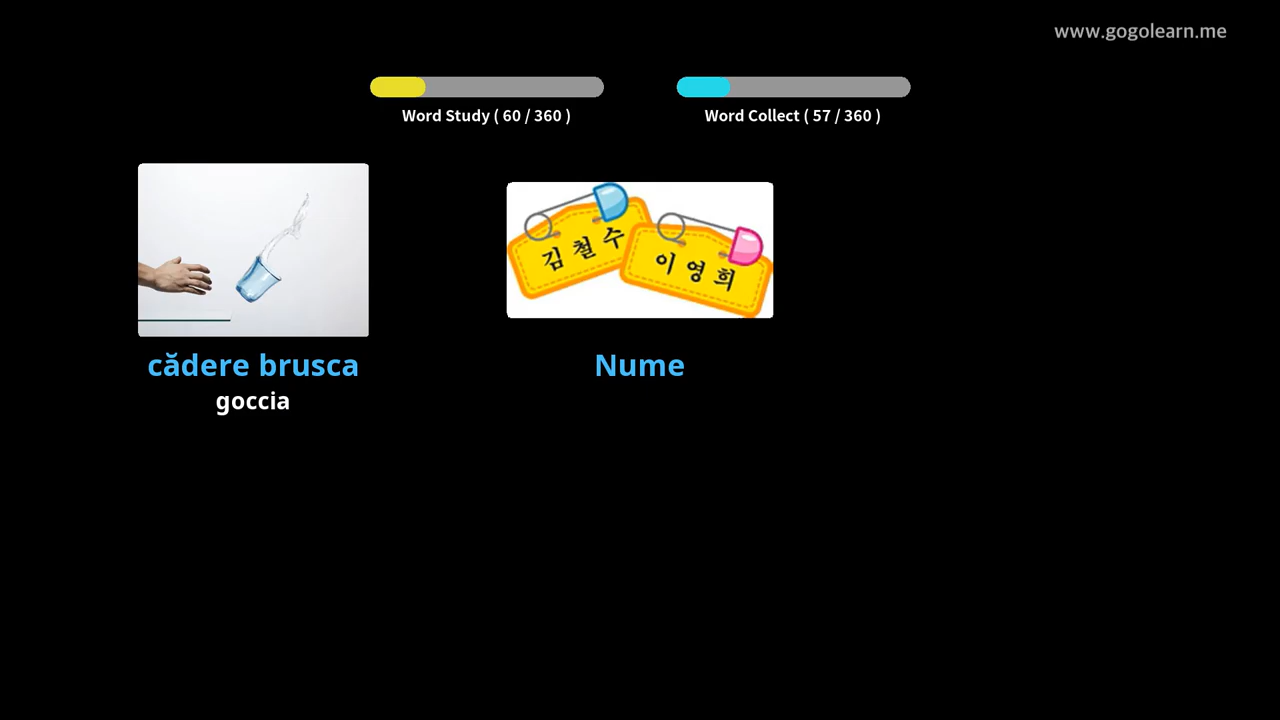 www.gogolearn.me
Word Study ( 60 / 360 )
Word Collect ( 57 / 360 )
김철수
이영희
cădere brusca
goccia
Nume